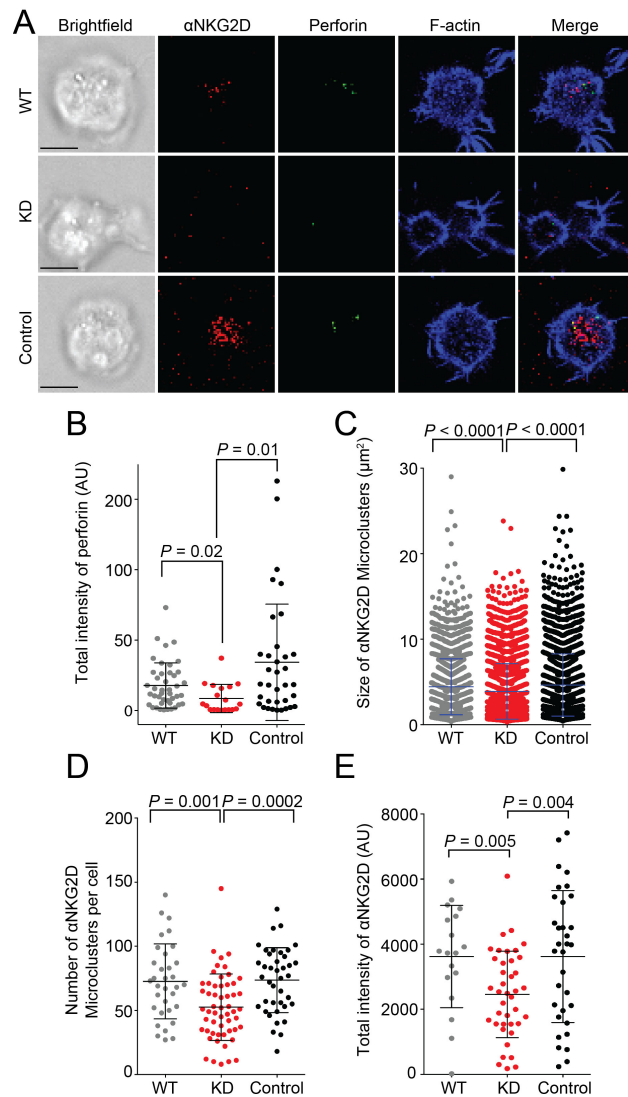 A
Brightfield αNKG2D Perforin F-actin Merge
WT
KD
Control
B
Total intensity of perforin (AU)
P = 0.01
P = 0.02
200
100
50
0
WT KD Control
C
Size of αNKG2D Microclusters (μm²)
P < 0.0001 P < 0.0001
30
20
10
0
WT KD Control
D
Number of αNKG2D
Microclusters per cell
P = 0.001 P = 0.0002
200
150
100
50
0
WT KD Control
E
Total intensity of αNKG2D (AU)
P = 0.004
P = 0.005
8000
6000
4000
2000
0
WT KD Control